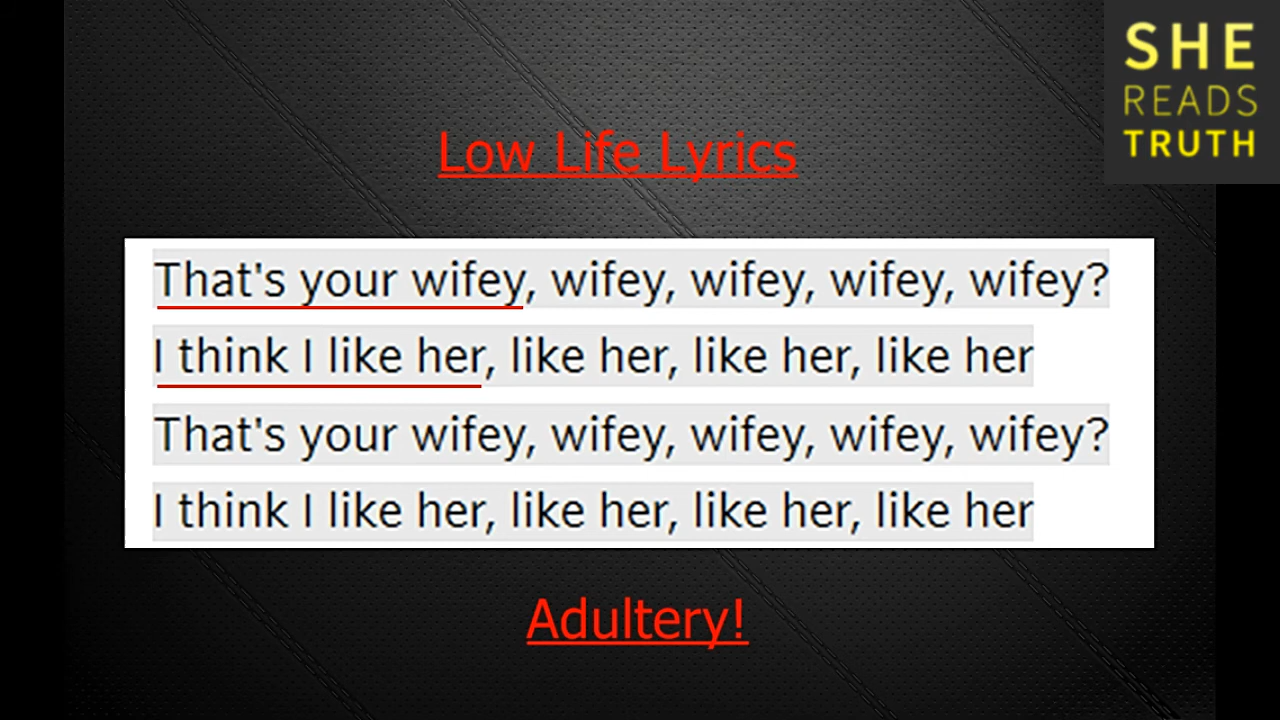 SHE
READS
TRUTH
Low Life Lyrics
That's your wifey, wifey, wifey, wifey, wifey?
I think I like her, like her, like her, like her
That's your wifey, wifey, wifey, wifey, wifey?
I think I like her, like her, like her, like her
Adultery!